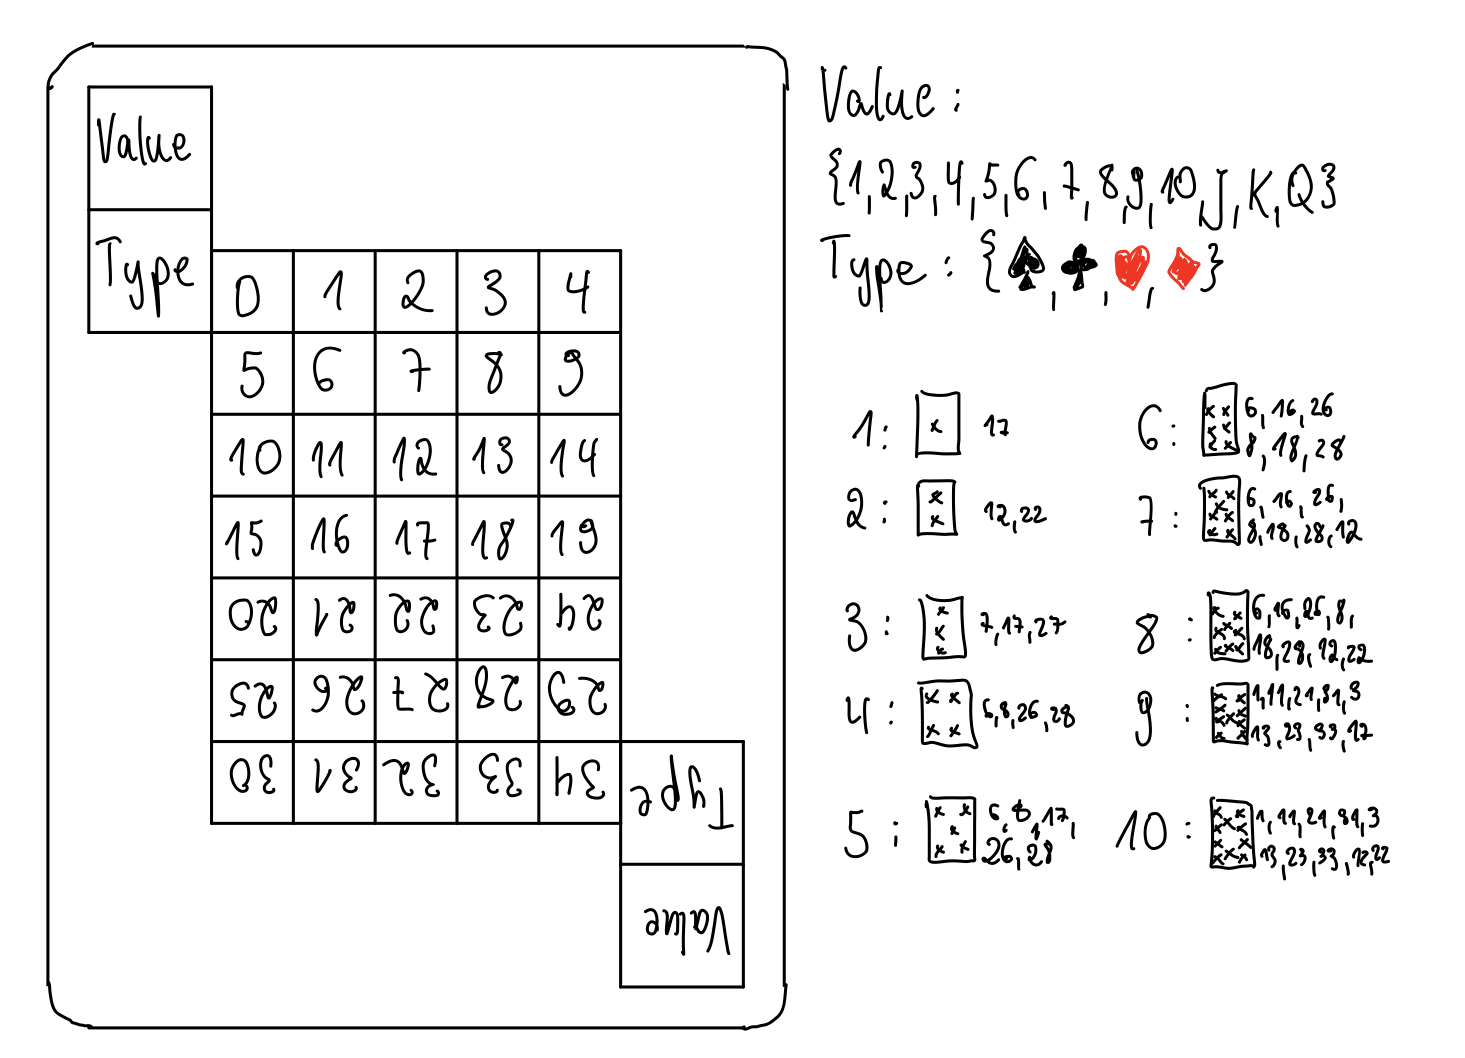 Value
Type
0 1 2 3 4
5 6 7 8 9
10 11 12 13 14
15 16 17 18 19
20 21 22 23 24
25 26 27 28 29
30 31 32 33 34
Type
Value
Value:
{1,2,3,4,5,6,7,8,9,10,J,K,Q}
Type: {♠,♣,♥,♦}
1: 17
2: 12,22
3: 7,17,27
4: 6,8,26,28
5: 6,8,17,
26,28
6: 6,16,26
8,18,28
7: 6,16,26,
8,18,28,12
8: 6,16,26,8,
18,28,12,22
9: 1,11,21,31,3
13,23,33,17
10: 1,11,21,31,3
13,23,33,12,22